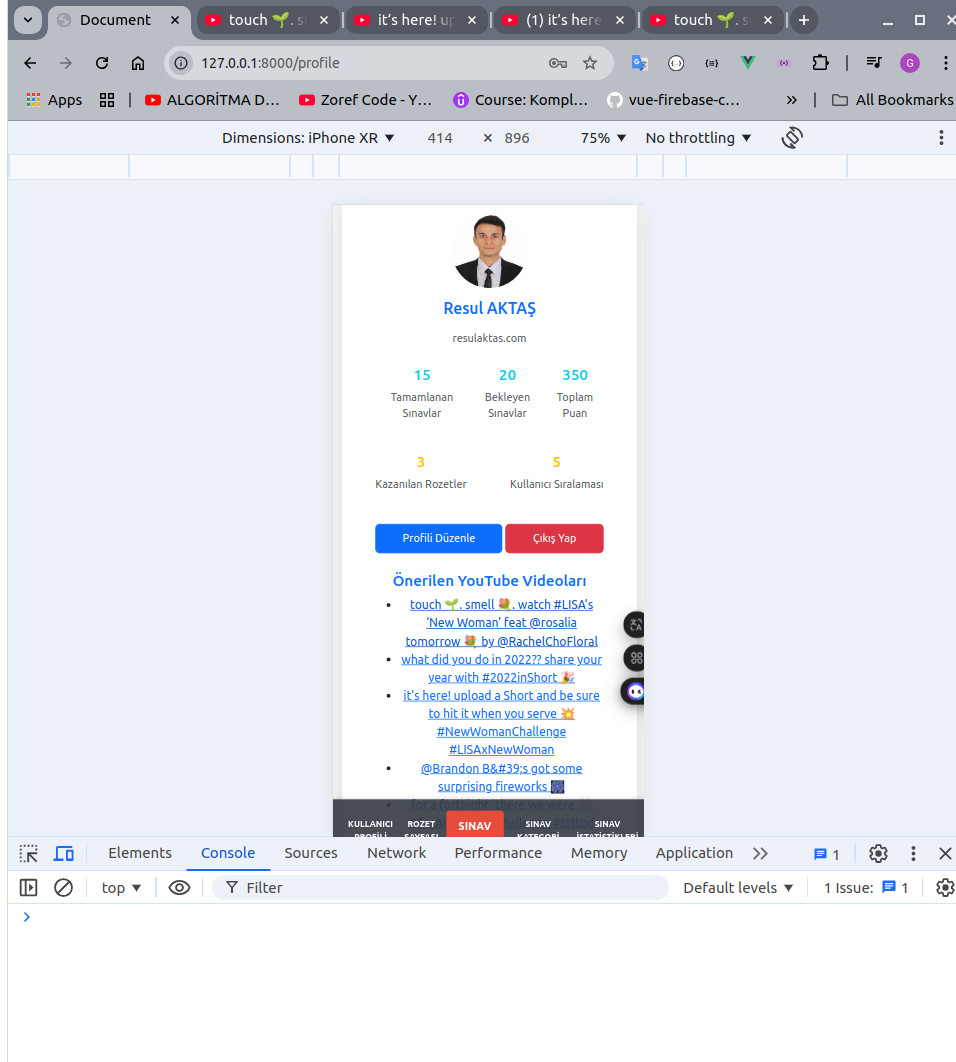 Document
touch 🌱. s
it's here! up
(1) it's here
touch 🌱. s
127.0.0.1:8000/profile
G
Apps
ALGORİTMA D...
Zoref Code - Y...
Course: Kompl...
vue-firebase-c...
All Bookmarks
Dimensions: iPhone XR
414 × 896
75%
No throttling
Resul AKTAŞ
resulaktas.com
15 20 350
Tamamlanan Bekleyen Toplam
Sınavlar Sınavlar Puan
3 5
Kazanılan Rozetler Kullanıcı Sıralaması
Profili Düzenle Çıkış Yap
Önerilen YouTube Videoları
touch 🌱. smell 💐. watch #LISA’s
‘New Woman’ feat @rosalia
tomorrow 💐 by @RachelChoFloral
what did you do in 2022?? share your
year with #2022inShort 🎉
it’s here! upload a Short and be sure
to hit it when you serve 💥
#NewWomanChallenge
#LISAxNewWoman
@Brandon B&#39;s got some
surprising fireworks 🎆
for a fortnight, there we were
KULLANICI ROZET SINAV SINAV SINAV
PROFİLİ SAYFASI KATEGORİ İSTATİSTİKLERİ
Elements Console Sources Network Performance Memory Application 1
top Filter Default levels 1 Issue: 1